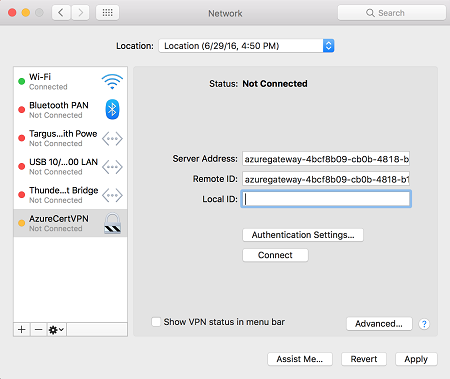 Network
Search
Location: Location (6/29/16, 4:50 PM)
Wi-Fi
Connected
Bluetooth PAN
Not Connected
Targus...ith Powe
Not Connected
USB 10/...00 LAN
Not Connected
Thunde...t Bridge
Not Connected
AzureCertVPN
Not Connected
Status: Not Connected
Server Address: azuregateway-4bcf8b09-cb0b-4818-b
Remote ID: azuregateway-4bcf8b09-cb0b-4818-b1
Local ID:
Authentication Settings...
Connect
Show VPN status in menu bar
Advanced...
?
Assist Me...
Revert
Apply